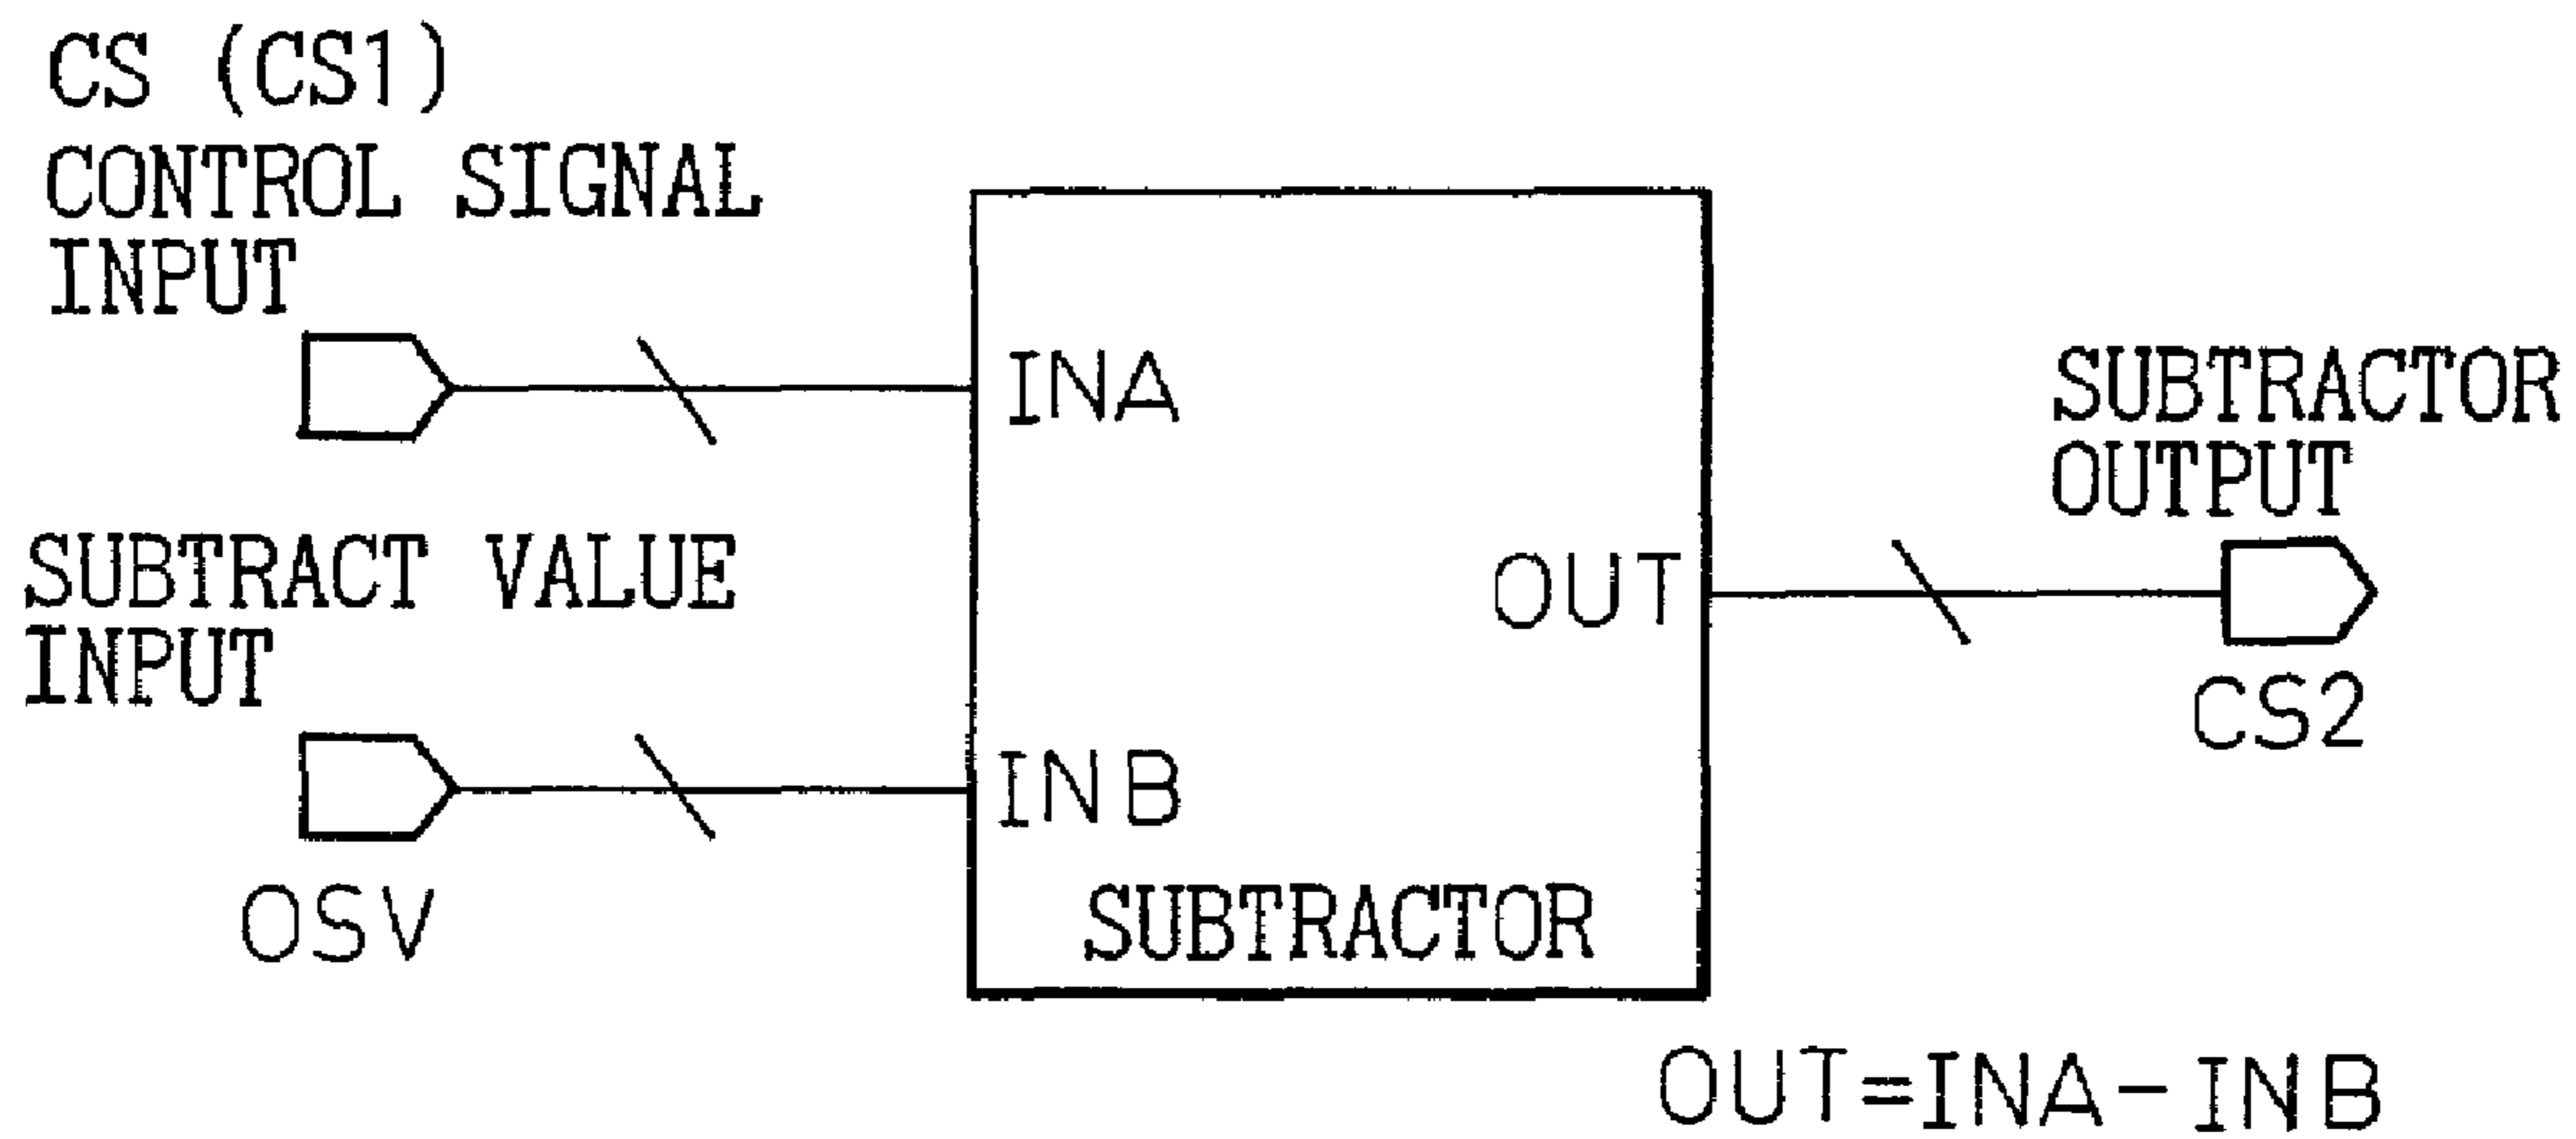 CS (CS1)
CONTROL SIGNAL
INPUT
INA
SUBTRACTOR
OUTPUT
SUBTRACT VALUE
INPUT
OUT
CS2
INB
OSV
SUBTRACTOR
OUT=INA-INB